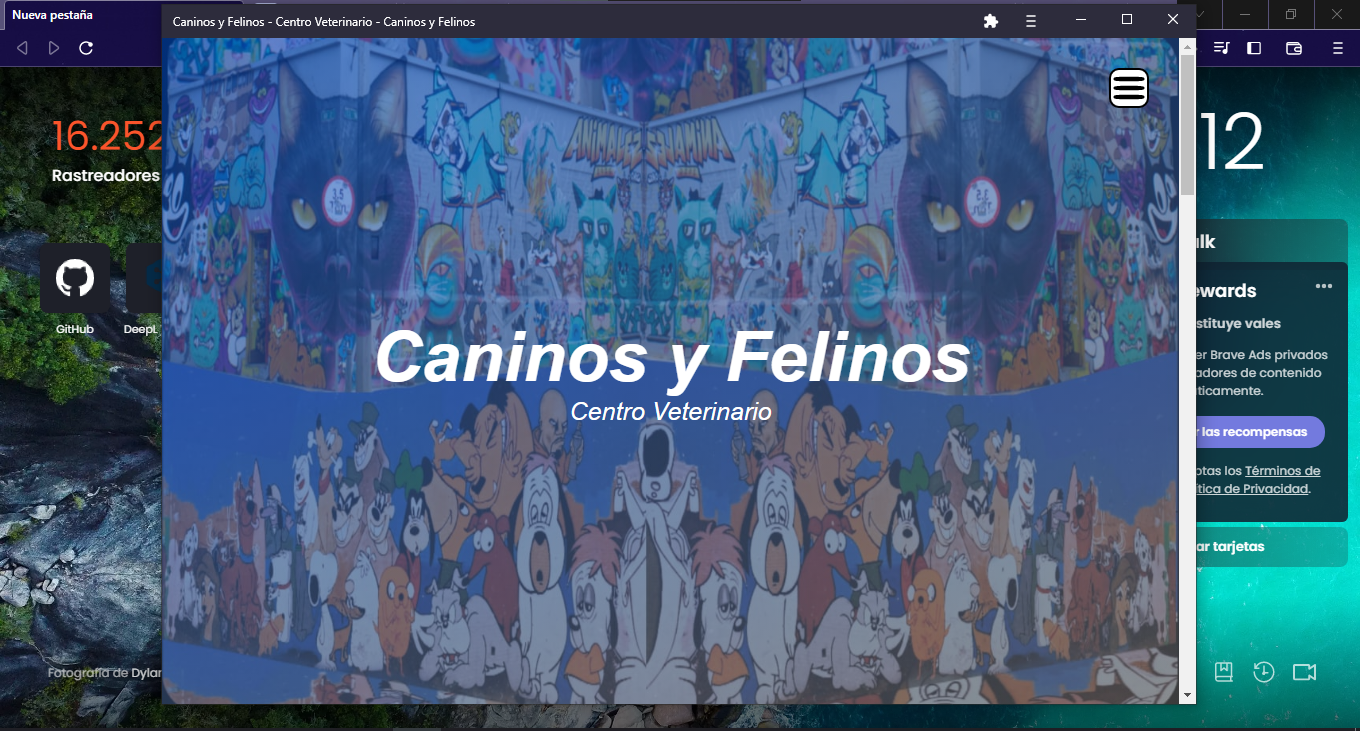 Nueva pestaña
Caninos y Felinos - Centro Veterinario - Caninos y Felinos
16.252
Rastreadores
12
GitHub
DeepL
Caninos y Felinos
Centro Veterinario
ANIMALES
lk
ewards
stituye vales
er Brave Ads privados
adores de contenido
ticamente.
r las recompensas
otas los Términos de
ítica de Privacidad.
ar tarjetas
Fotografía de Dylan